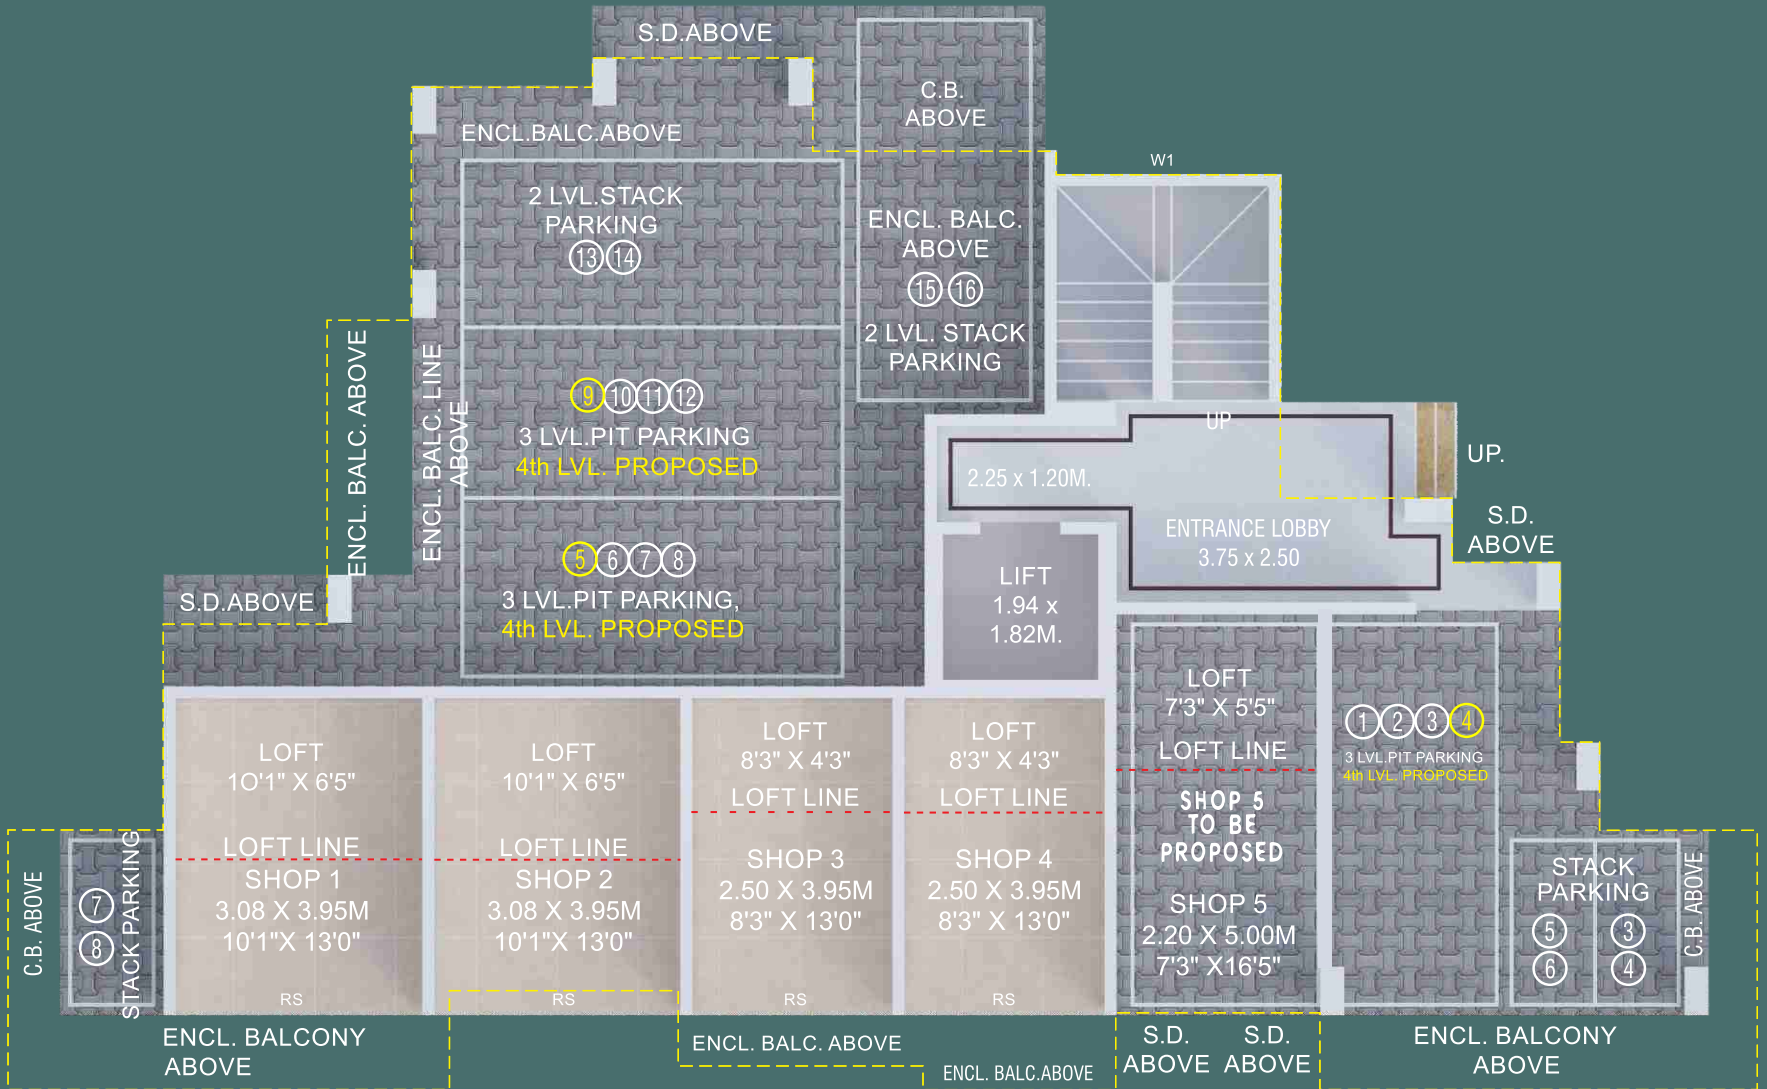 S.D.ABOVE
C.B.
ABOVE
ENCL.BALC.ABOVE
W1
2 LVL.STACK
PARKING
13 14
ENCL. BALC.
ABOVE
15 16
2 LVL. STACK
PARKING
ENCL. BALC. ABOVE
ENCL. BALC. LINE
ABOVE
9 10 11 12
3 LVL.PIT PARKING
4th LVL. PROPOSED
UP
UP.
2.25 x 1.20M.
ENTRANCE LOBBY
3.75 x 2.50
S.D.
ABOVE
5 6 7 8
3 LVL.PIT PARKING,
4th LVL. PROPOSED
LIFT
1.94 x
1.82M.
S.D.ABOVE
LOFT
10'1" X 6'5"
LOFT LINE
SHOP 1
3.08 X 3.95M
10'1"X 13'0"
RS
LOFT
10'1" X 6'5"
LOFT LINE
SHOP 2
3.08 X 3.95M
10'1"X 13'0"
RS
LOFT
8'3" X 4'3"
LOFT LINE
SHOP 3
2.50 X 3.95M
8'3" X 13'0"
RS
LOFT
8'3" X 4'3"
LOFT LINE
SHOP 4
2.50 X 3.95M
8'3" X 13'0"
RS
LOFT
7'3" X 5'5"
LOFT LINE
SHOP 5
TO BE
PROPOSED
SHOP 5
2.20 X 5.00M
7'3" X16'5"
1 2 3 4
3 LVL.PIT PARKING
4th LVL. PROPOSED
STACK
PARKING
5
6
3
4
C.B. ABOVE
C.B. ABOVE
7
8
STACK PARKING
ENCL. BALCONY
ABOVE
ENCL. BALC. ABOVE
ENCL. BALC.ABOVE
S.D.
ABOVE
S.D.
ABOVE
ENCL. BALCONY
ABOVE